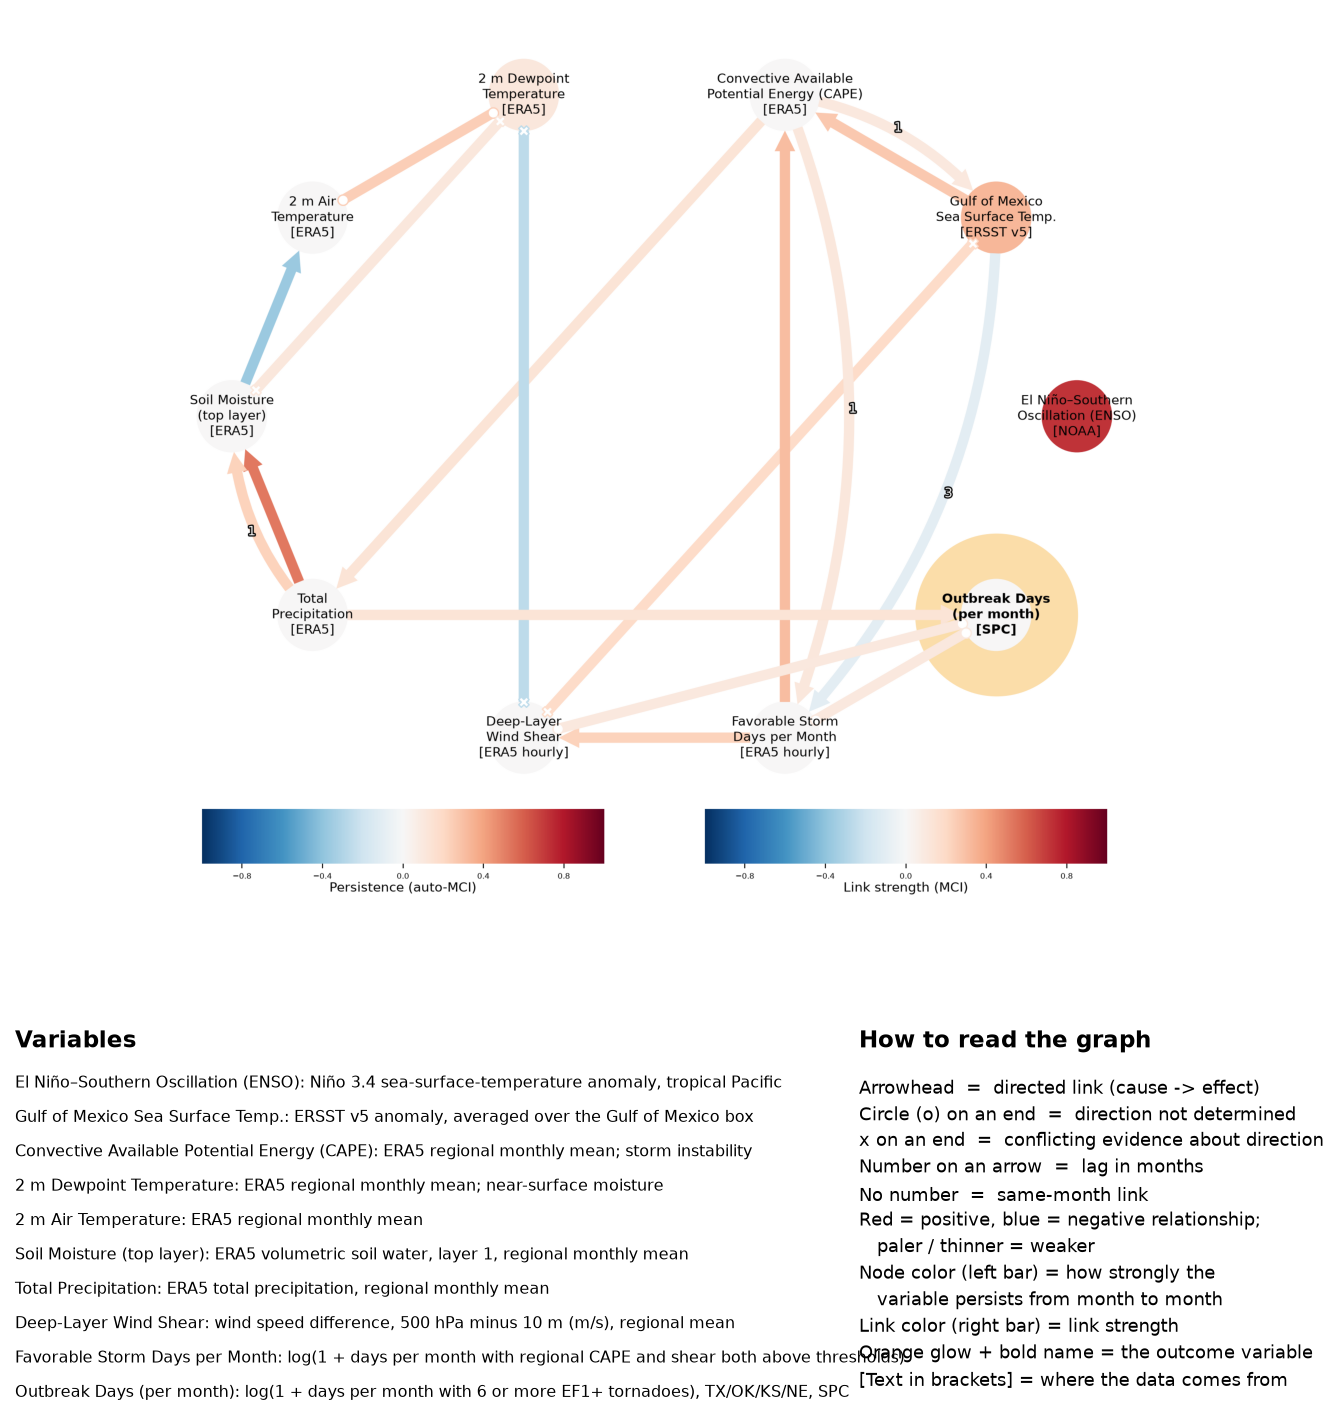 2 m Dewpoint
Temperature
[ERA5]
Convective Available
Potential Energy (CAPE)
[ERA5]
1
2 m Air
Temperature
[ERA5]
Gulf of Mexico
Sea Surface Temp.
[ERSST v5]
Soil Moisture
(top layer)
[ERA5]
1
El Niño–Southern
Oscillation (ENSO)
[NOAA]
3
1
Total
Precipitation
[ERA5]
Outbreak Days
(per month)
[SPC]
Deep-Layer
Wind Shear
[ERA5 hourly]
Favorable Storm
Days per Month
[ERA5 hourly]
−0.8 −0.4 0.0 0.4 0.8
Persistence (auto-MCI)
−0.8 −0.4 0.0 0.4 0.8
Link strength (MCI)
Variables
El Niño–Southern Oscillation (ENSO): Niño 3.4 sea-surface-temperature anomaly, tropical Pacific
Gulf of Mexico Sea Surface Temp.: ERSST v5 anomaly, averaged over the Gulf of Mexico box
Convective Available Potential Energy (CAPE): ERA5 regional monthly mean; storm instability
2 m Dewpoint Temperature: ERA5 regional monthly mean; near-surface moisture
2 m Air Temperature: ERA5 regional monthly mean
Soil Moisture (top layer): ERA5 volumetric soil water, layer 1, regional monthly mean
Total Precipitation: ERA5 total precipitation, regional monthly mean
Deep-Layer Wind Shear: wind speed difference, 500 hPa minus 10 m (m/s), regional mean
Favorable Storm Days per Month: log(1 + days per month with regional CAPE and shear both above thresholds)
Outbreak Days (per month): log(1 + days per month with 6 or more EF1+ tornadoes), TX/OK/KS/NE, SPC
How to read the graph
Arrowhead = directed link (cause -> effect)
Circle (o) on an end = direction not determined
x on an end = conflicting evidence about direction
Number on an arrow = lag in months
No number = same-month link
Red = positive, blue = negative relationship;
paler / thinner = weaker
Node color (left bar) = how strongly the
variable persists from month to month
Link color (right bar) = link strength
Orange glow + bold name = the outcome variable
[Text in brackets] = where the data comes from